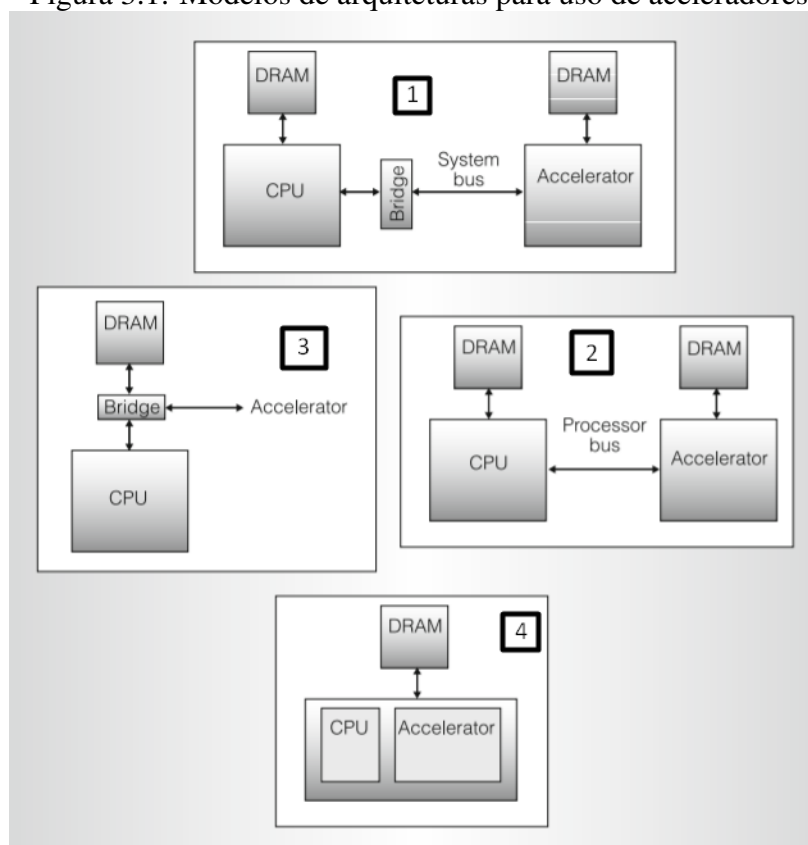 Figura 3.1: Modelos de arquiteturas para uso de aceleradores
DRAM
1
DRAM
CPU
Bridge
System
bus
Accelerator
DRAM
3
Bridge
Accelerator
CPU
DRAM
2
DRAM
CPU
Processor
bus
Accelerator
DRAM
4
CPU
Accelerator